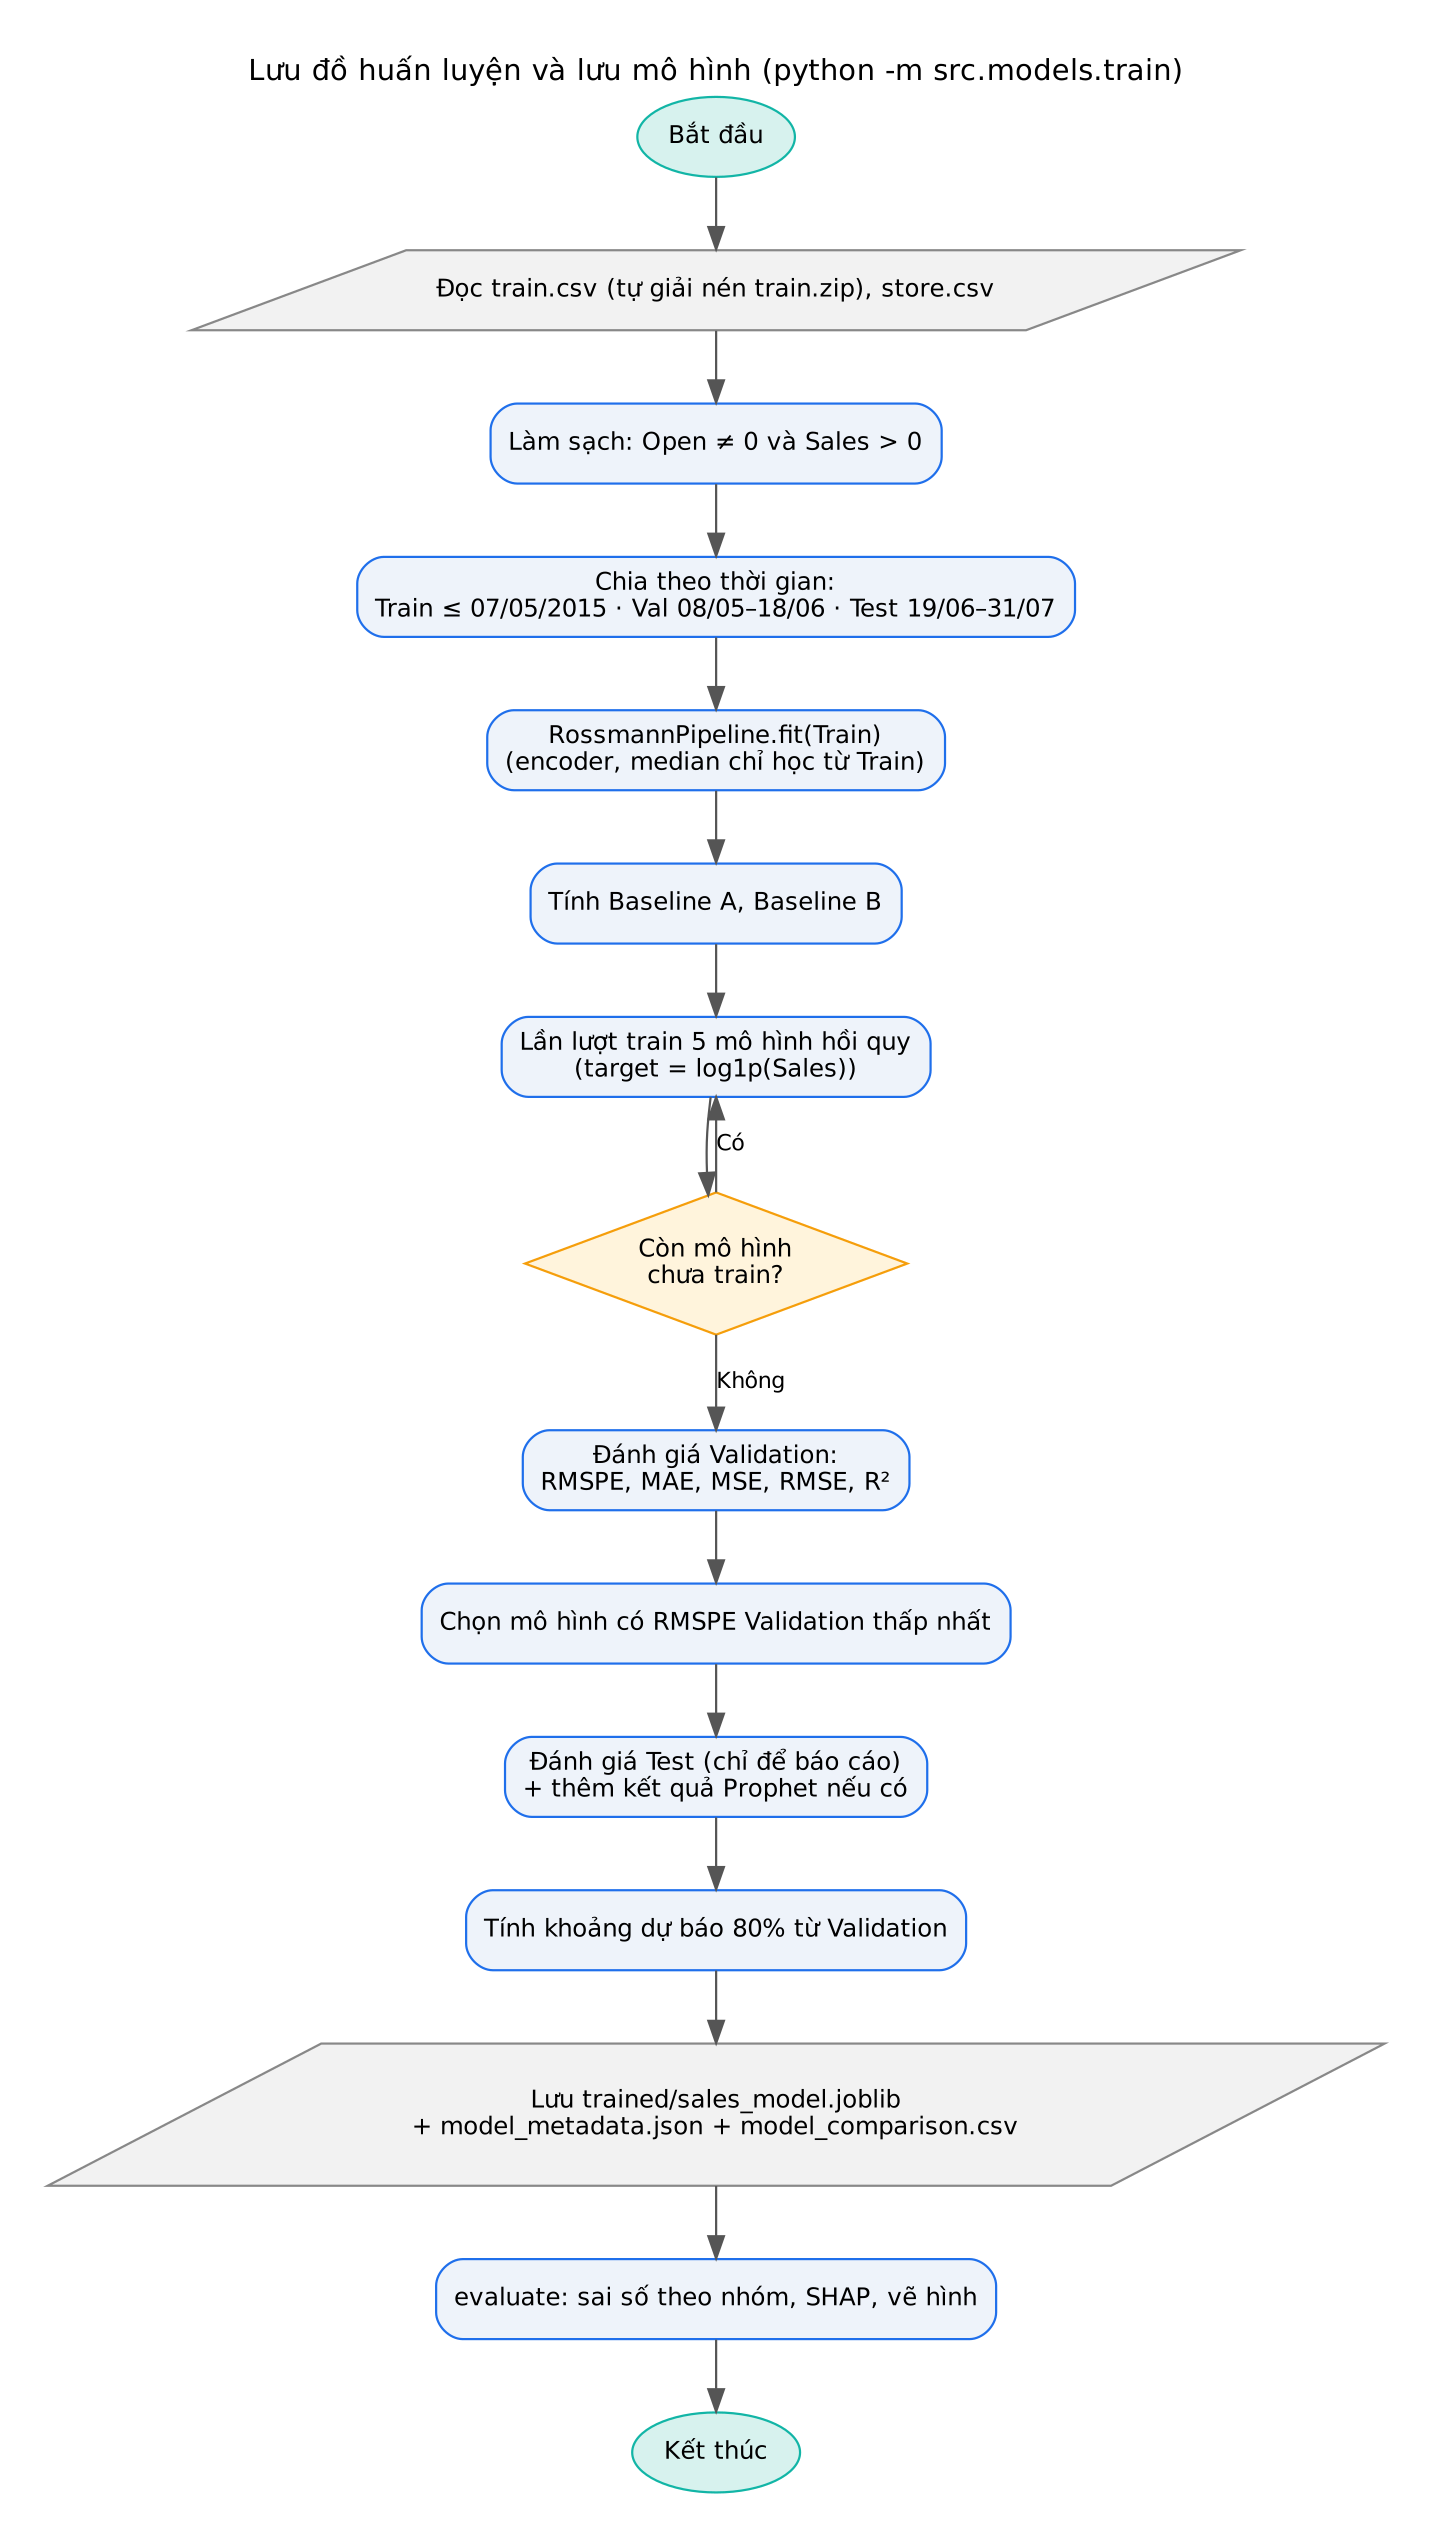 Lưu đồ huấn luyện và lưu mô hình (python -m src.models.train)
Bắt đầu
Đọc train.csv (tự giải nén train.zip), store.csv
Làm sạch: Open ≠ 0 và Sales > 0
Chia theo thời gian:
Train ≤ 07/05/2015 · Val 08/05–18/06 · Test 19/06–31/07
RossmannPipeline.fit(Train)
(encoder, median chỉ học từ Train)
Tính Baseline A, Baseline B
Lần lượt train 5 mô hình hồi quy
(target = log1p(Sales))
Có
Còn mô hình
chưa train?
Không
Đánh giá Validation:
RMSPE, MAE, MSE, RMSE, R²
Chọn mô hình có RMSPE Validation thấp nhất
Đánh giá Test (chỉ để báo cáo)
+ thêm kết quả Prophet nếu có
Tính khoảng dự báo 80% từ Validation
Lưu trained/sales_model.joblib
+ model_metadata.json + model_comparison.csv
evaluate: sai số theo nhóm, SHAP, vẽ hình
Kết thúc